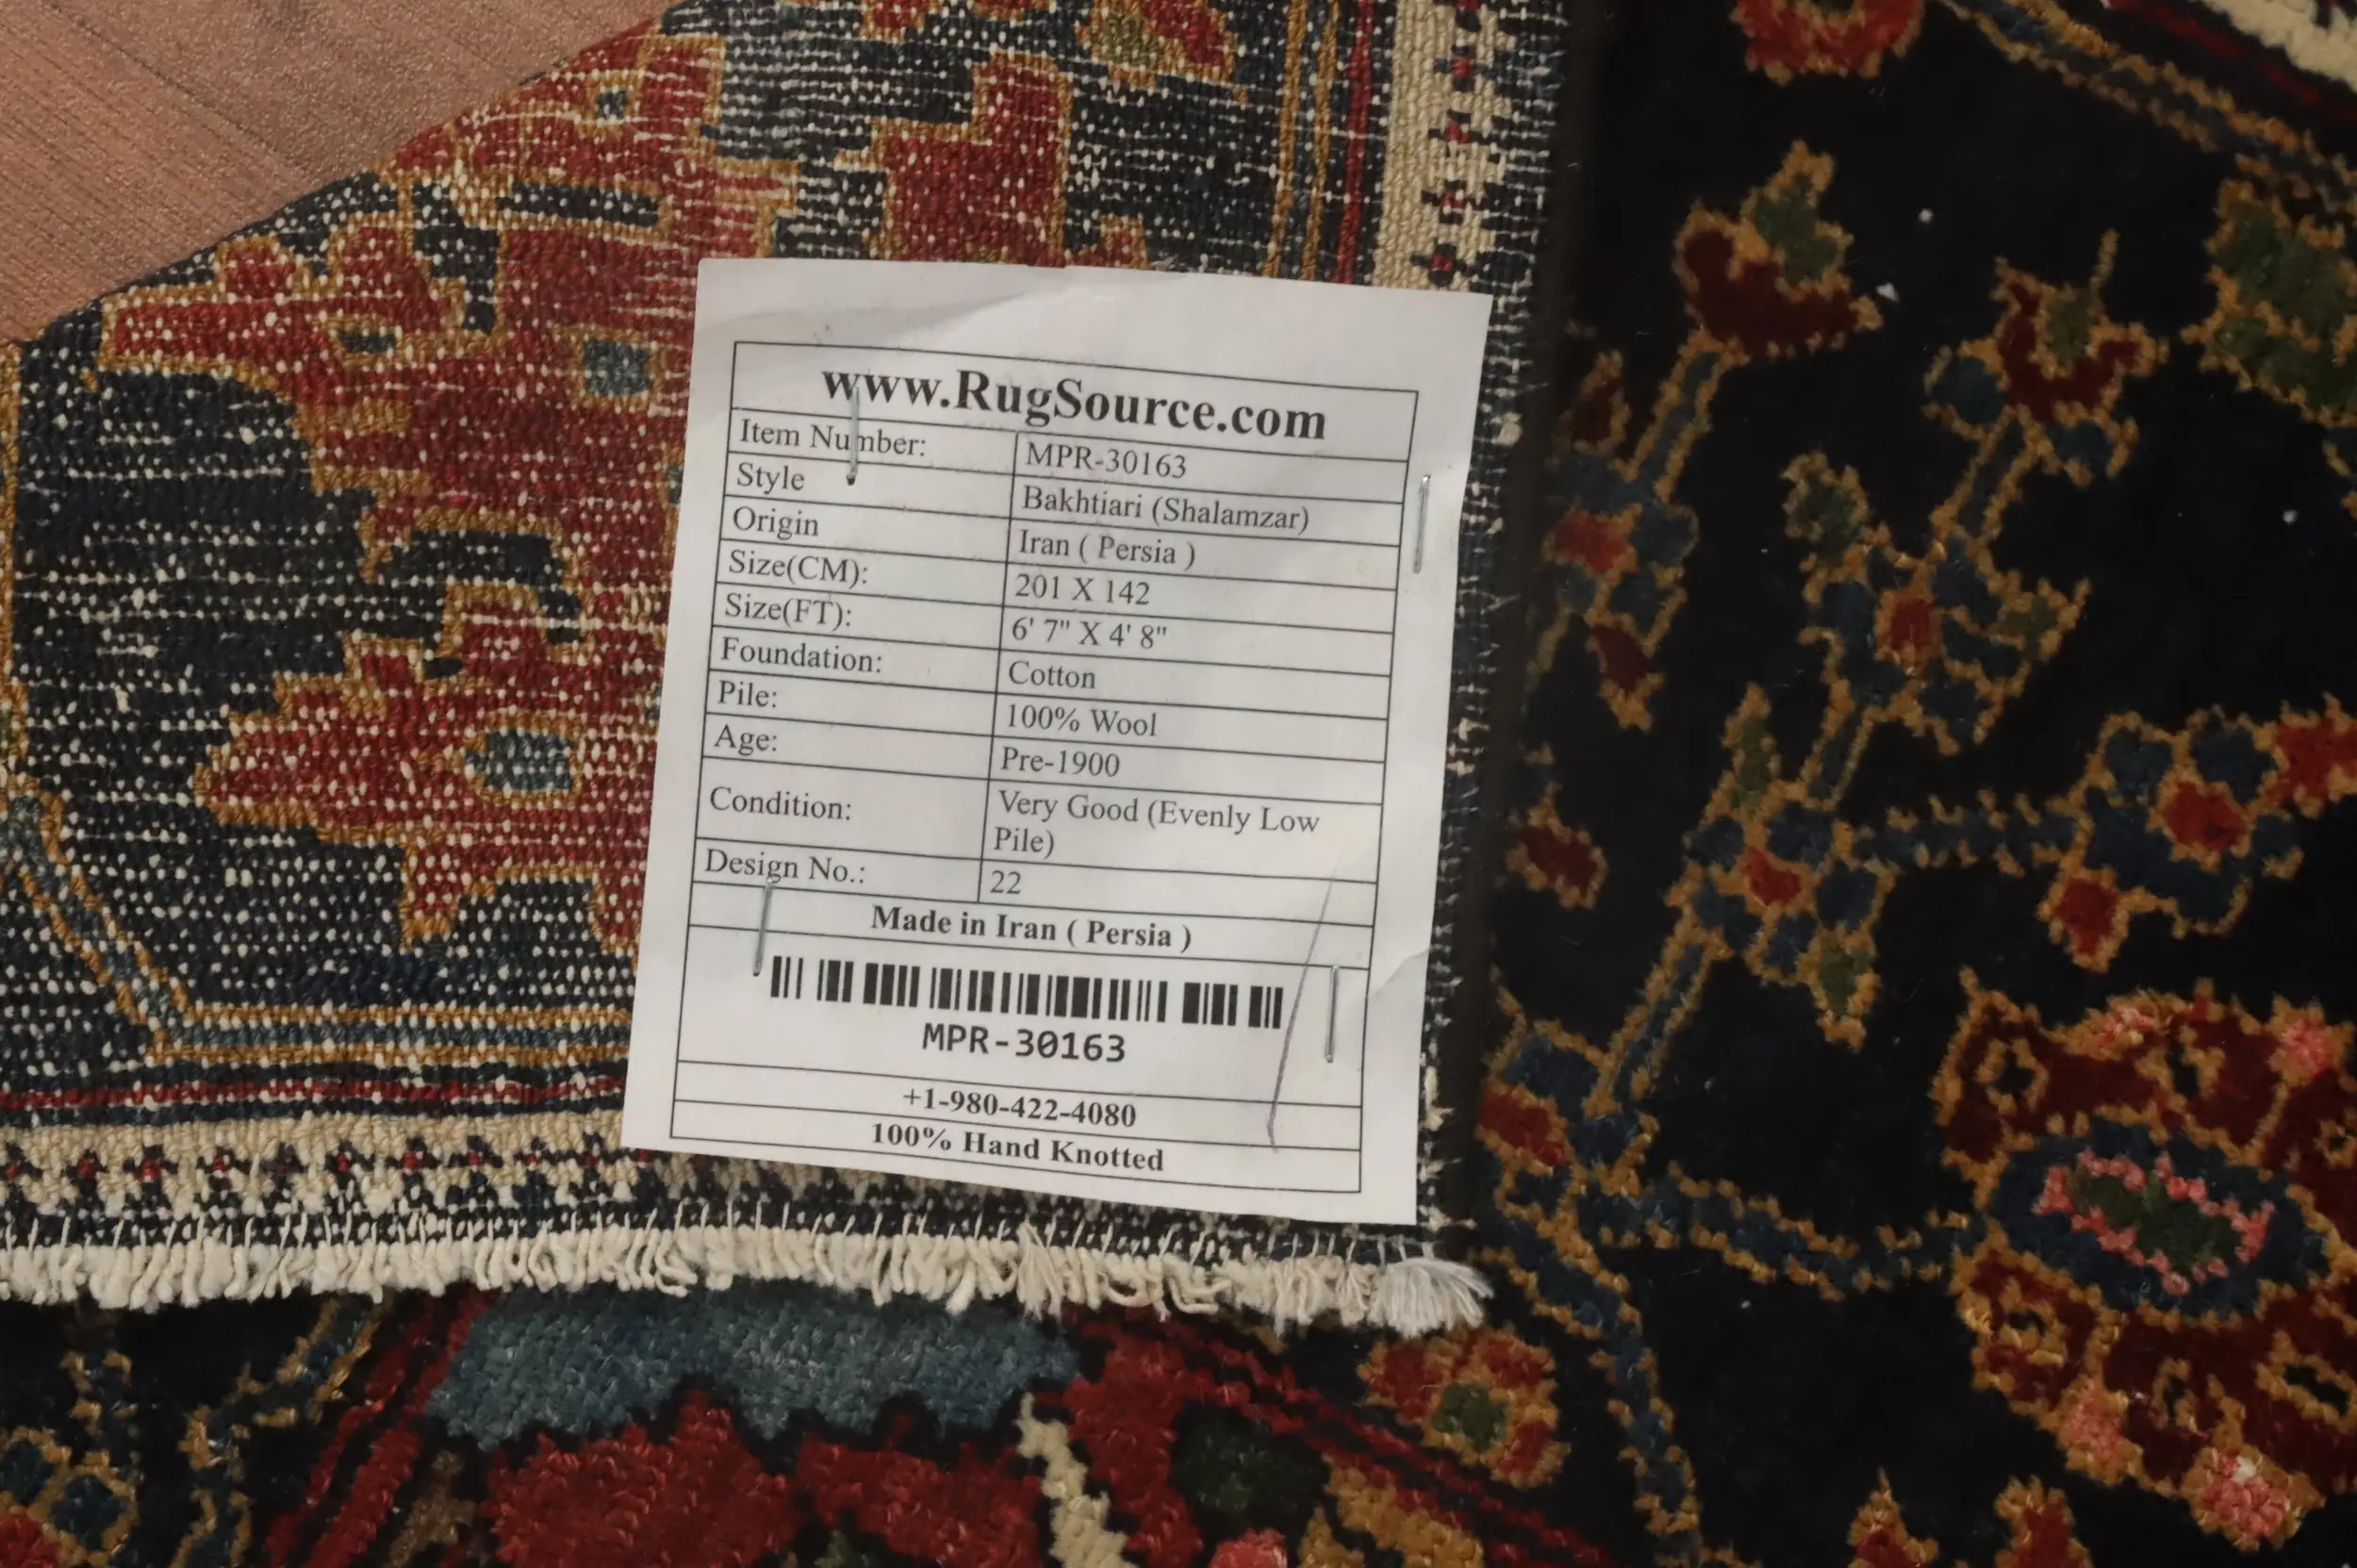 www.RugSource.com
Item Number: MPR-30163
Style Bakhtiari (Shalamzar)
Origin Iran ( Persia )
Size(CM): 201 X 142
Size(FT): 6' 7" X 4' 8"
Foundation: Cotton
Pile: 100% Wool
Age: Pre-1900
Condition: Very Good (Evenly Low
Pile)
Design No.: 22
Made in Iran ( Persia )
MPR-30163
+1-980-422-4080
100% Hand Knotted